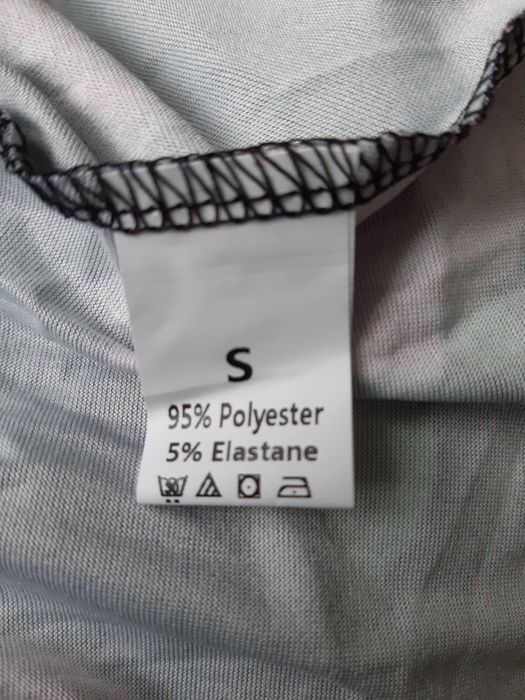 S
95% Polyester
5% Elastane